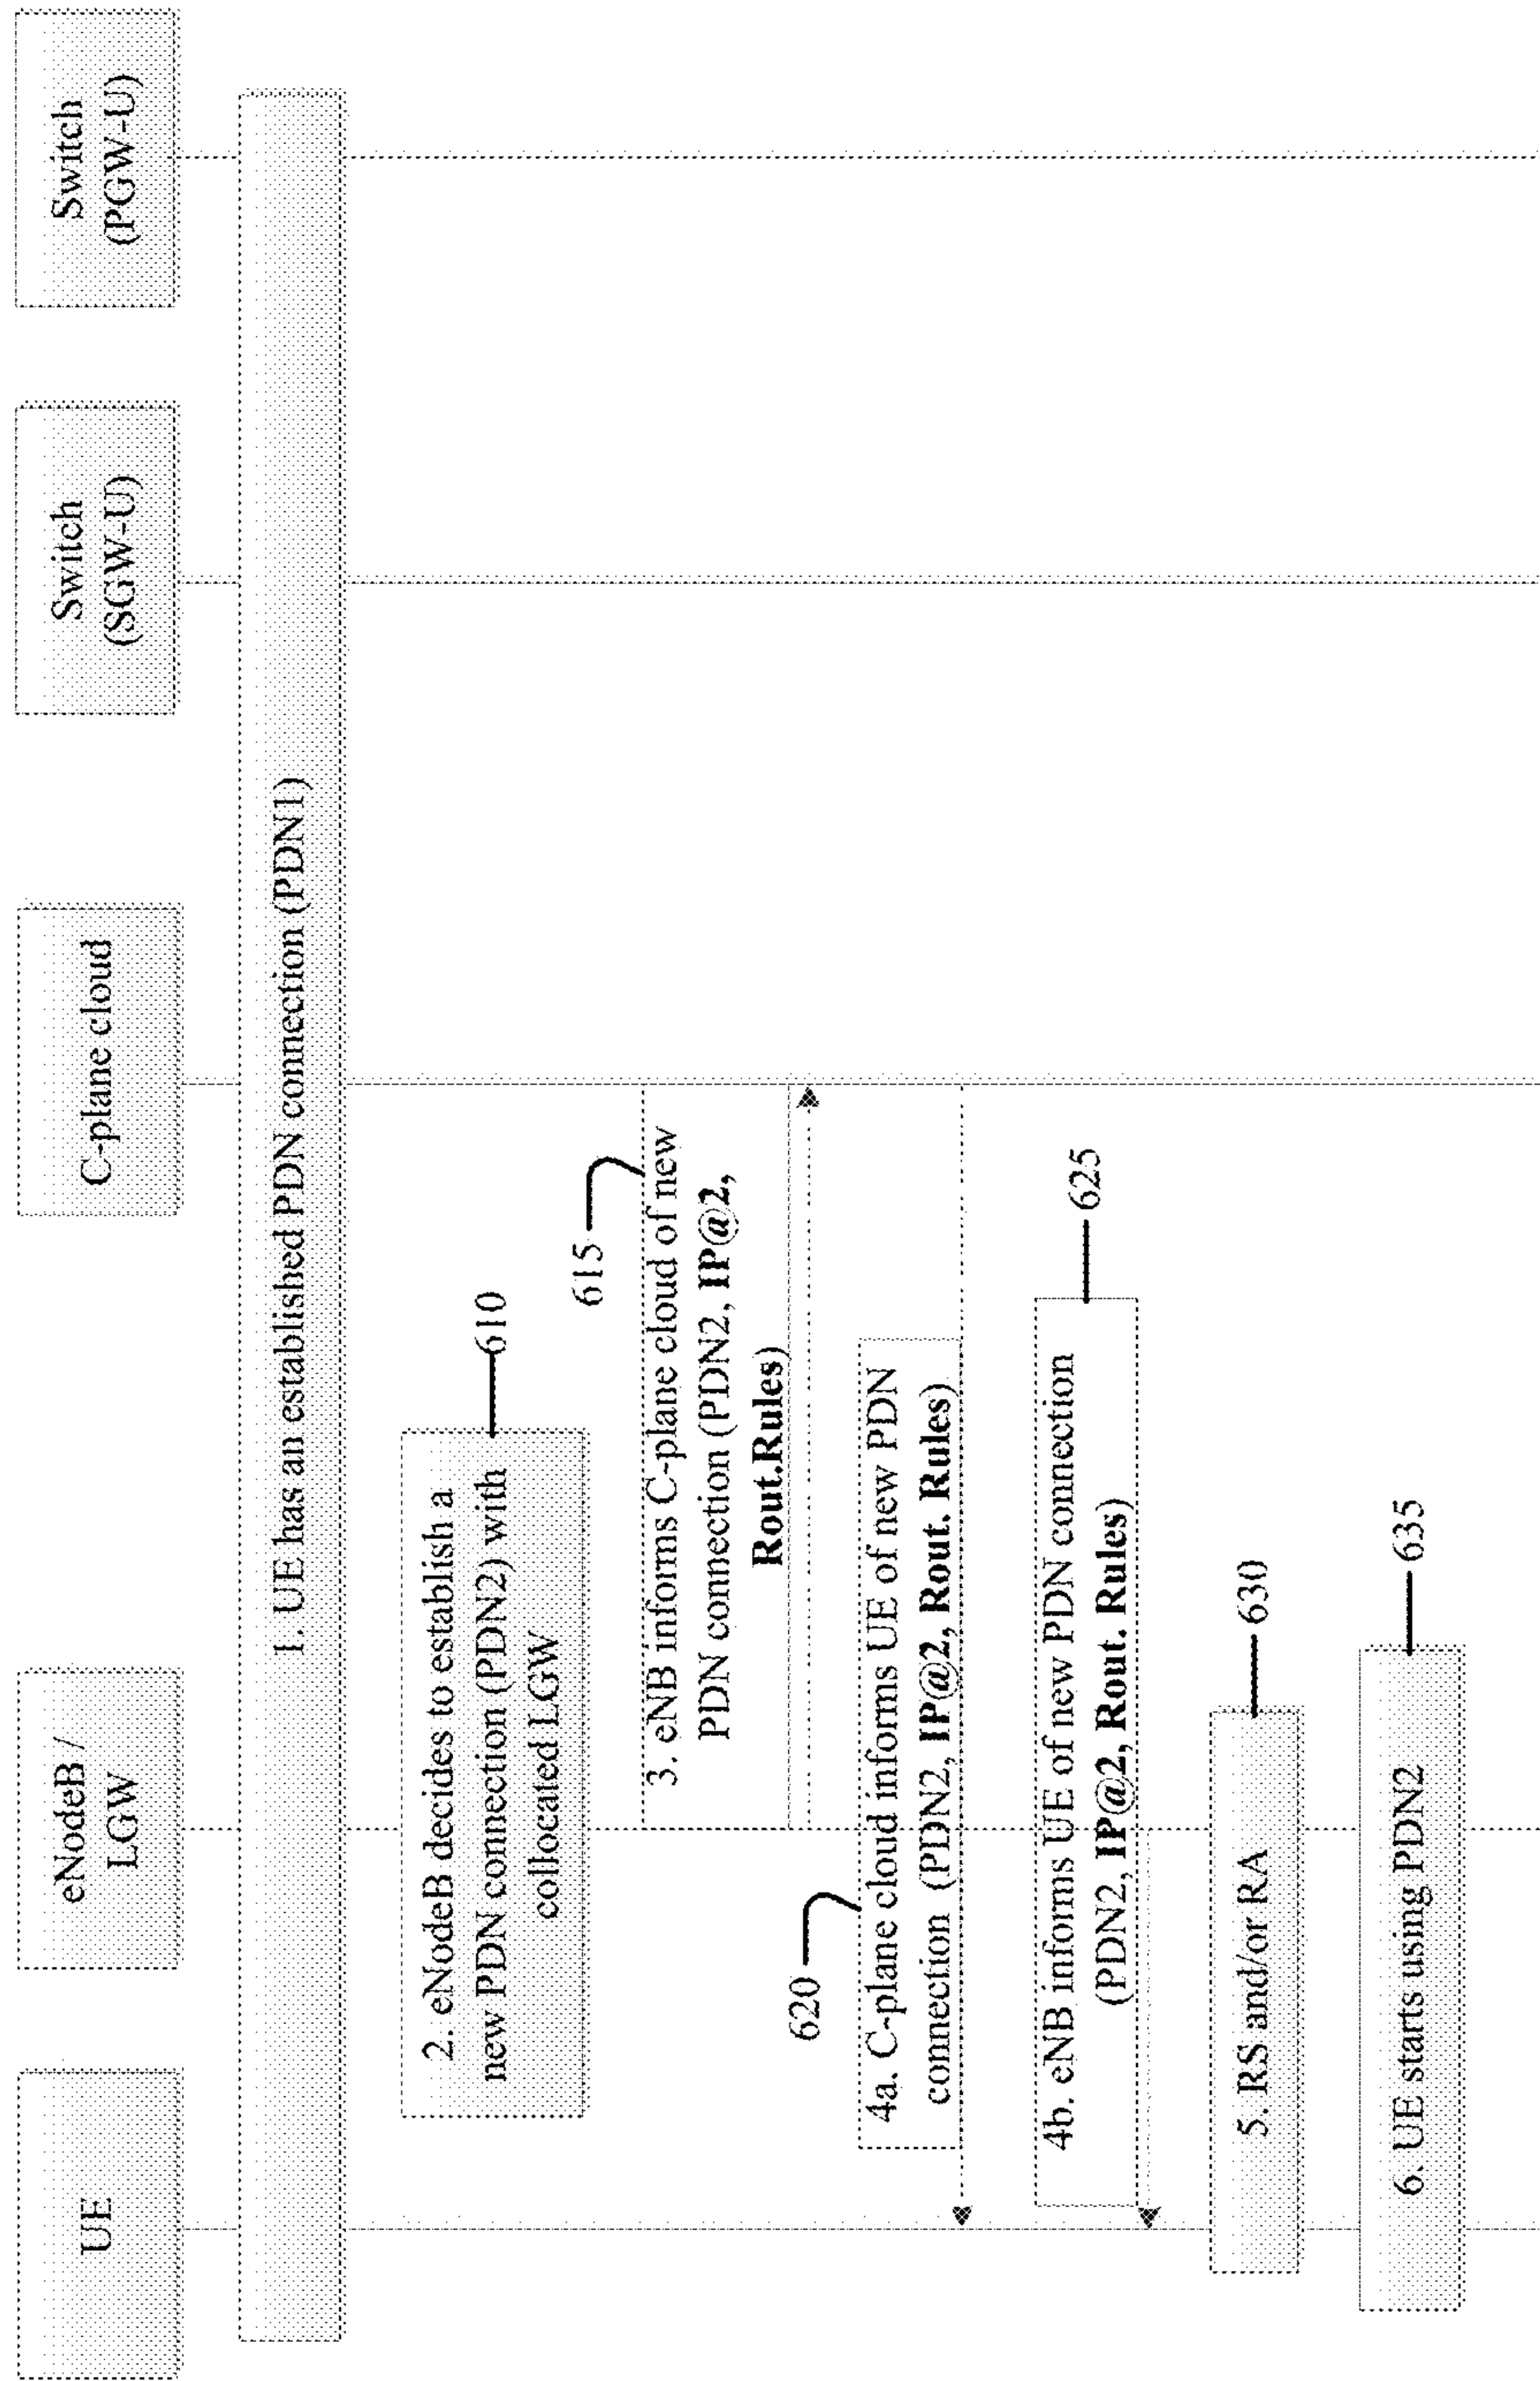 UE
eNodeB /
LGW
C-plane cloud
Switch
(SGW-U)
Switch
(PGW-U)
1. UE has an established PDN connection (PDN1)
2. eNodeB decides to establish a
new PDN connection (PDN2) with
collocated LGW
610
615
3. eNB informs C-plane cloud of new
PDN connection (PDN2, IP@2,
Rout.Rules)
620
4a. C-plane cloud informs UE of new PDN
connection (PDN2, IP@2, Rout. Rules)
4b. eNB informs UE of new PDN connection
(PDN2, IP@2, Rout. Rules)
625
5. RS and/or RA
630
6. UE starts using PDN2
635